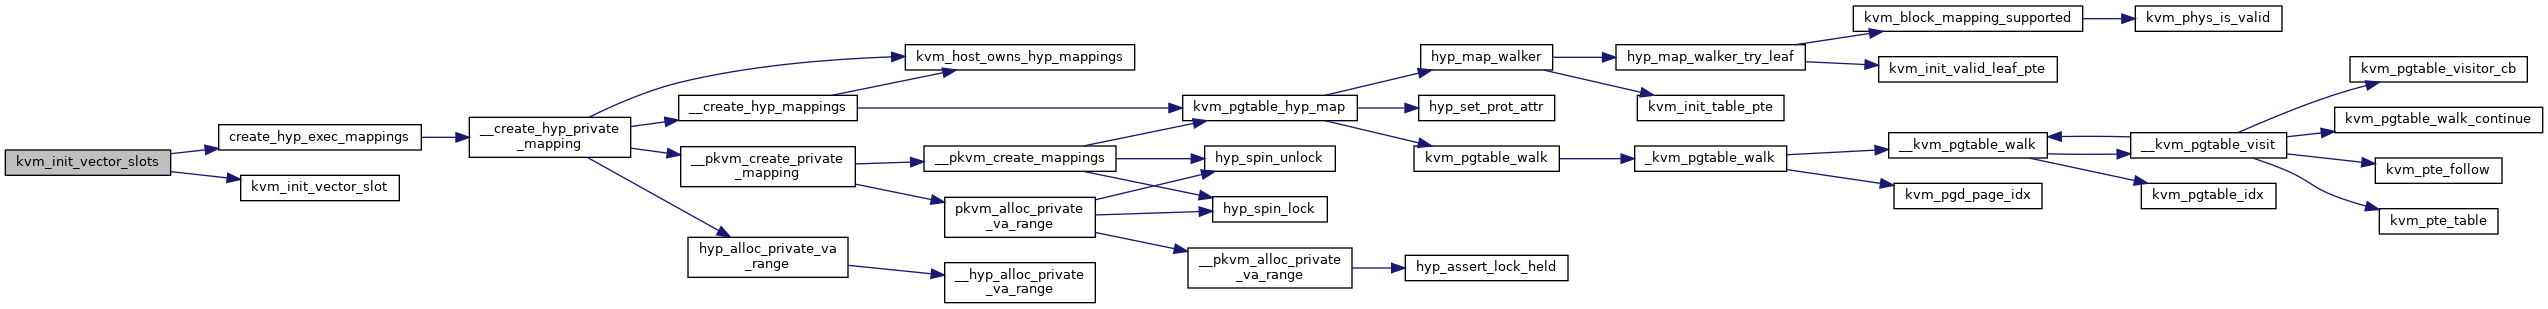 kvm_init_vector_slots
create_hyp_exec_mappings
kvm_init_vector_slot
__create_hyp_private
_mapping
kvm_host_owns_hyp_mappings
__create_hyp_mappings
__pkvm_create_private
_mapping
hyp_alloc_private_va
_range
__pkvm_create_mappings
pkvm_alloc_private
_va_range
__hyp_alloc_private
_va_range
kvm_pgtable_hyp_map
hyp_spin_unlock
hyp_spin_lock
__pkvm_alloc_private
_va_range
hyp_map_walker
hyp_set_prot_attr
kvm_pgtable_walk
hyp_assert_lock_held
hyp_map_walker_try_leaf
kvm_init_table_pte
_kvm_pgtable_walk
kvm_block_mapping_supported
kvm_init_valid_leaf_pte
__kvm_pgtable_walk
kvm_pgd_page_idx
kvm_phys_is_valid
__kvm_pgtable_visit
kvm_pgtable_idx
kvm_pgtable_visitor_cb
kvm_pgtable_walk_continue
kvm_pte_follow
kvm_pte_table